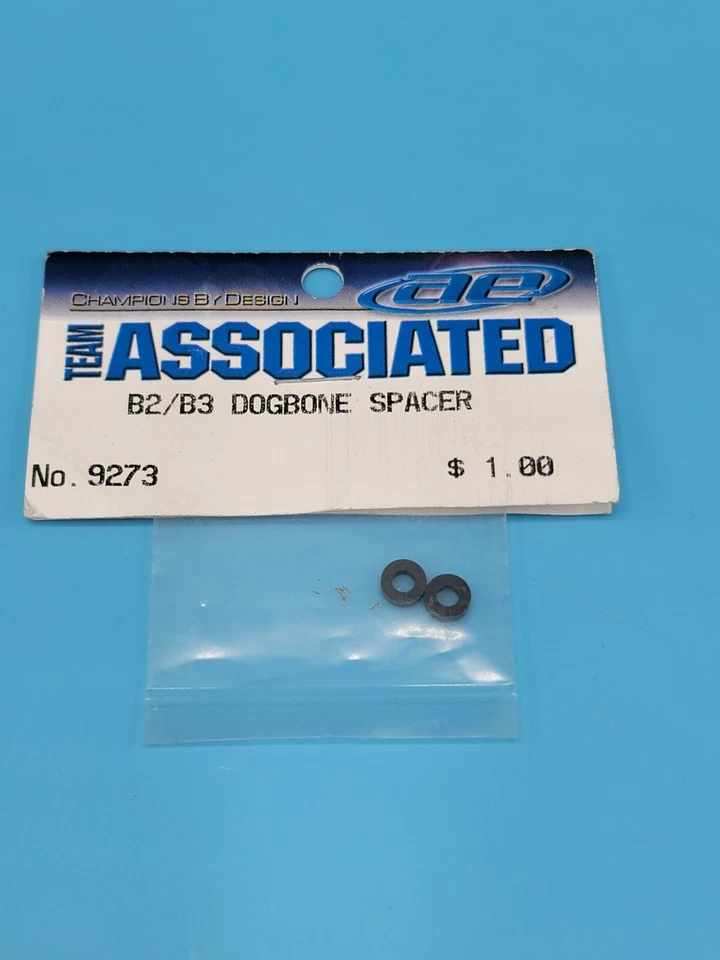 CHAMPIONS BY DESIGN
ae
TEAM ASSOCIATED
B2/B3 DOGBONE SPACER
No. 9273 $ 1.00